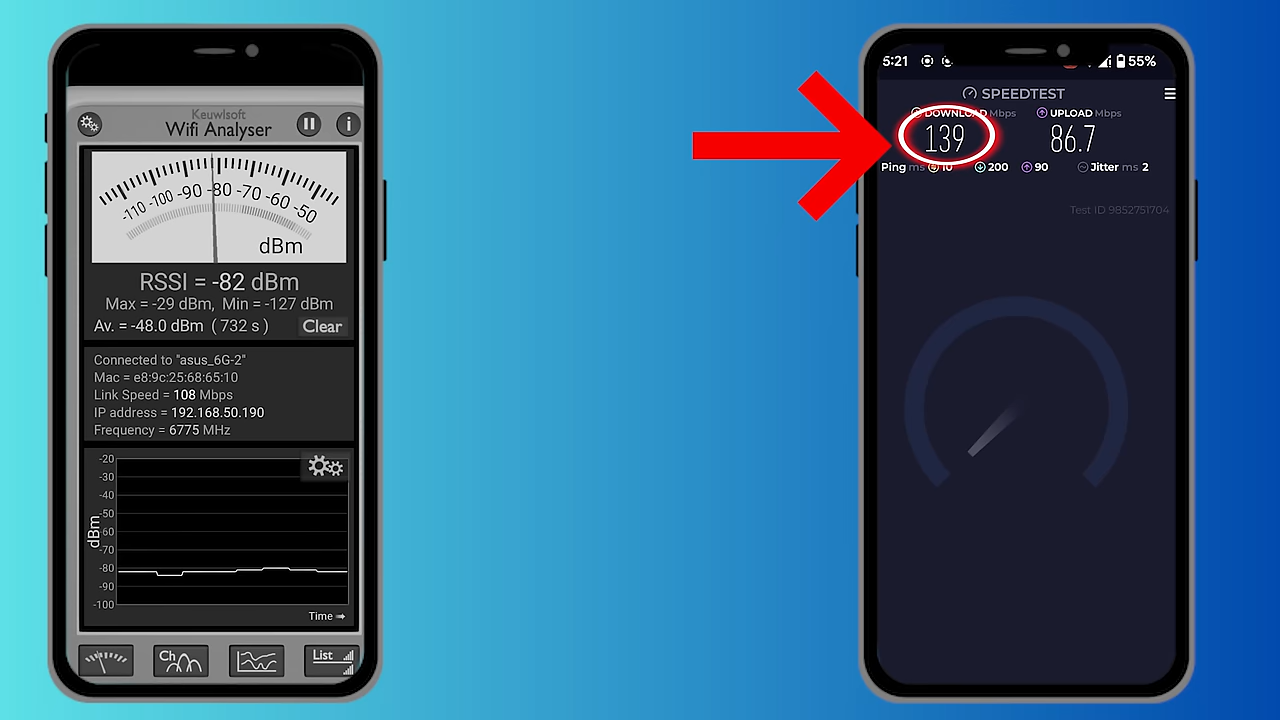 Keuwlsoft
Wifi Analyser
-110 -100 -90 -80 -70 -60 -50
dBm
RSSI = -82 dBm
Max = -29 dBm, Min = -127 dBm
Av. = -48.0 dBm ( 732 s )
Clear
Connected to "asus_6G-2"
Mac = e8:9c:25:68:65:10
Link Speed = 108 Mbps
IP address = 192.168.50.190
Frequency = 6775 MHz
-20
-30
-40
-50
-60
-70
-80
-90
-100
dBm
Time
Ch
List
5:21
55%
SPEEDTEST
DOWNLOAD Mbps
UPLOAD Mbps
139
86.7
Ping ms 10 200 90 Jitter ms 2
Test ID 9852751704